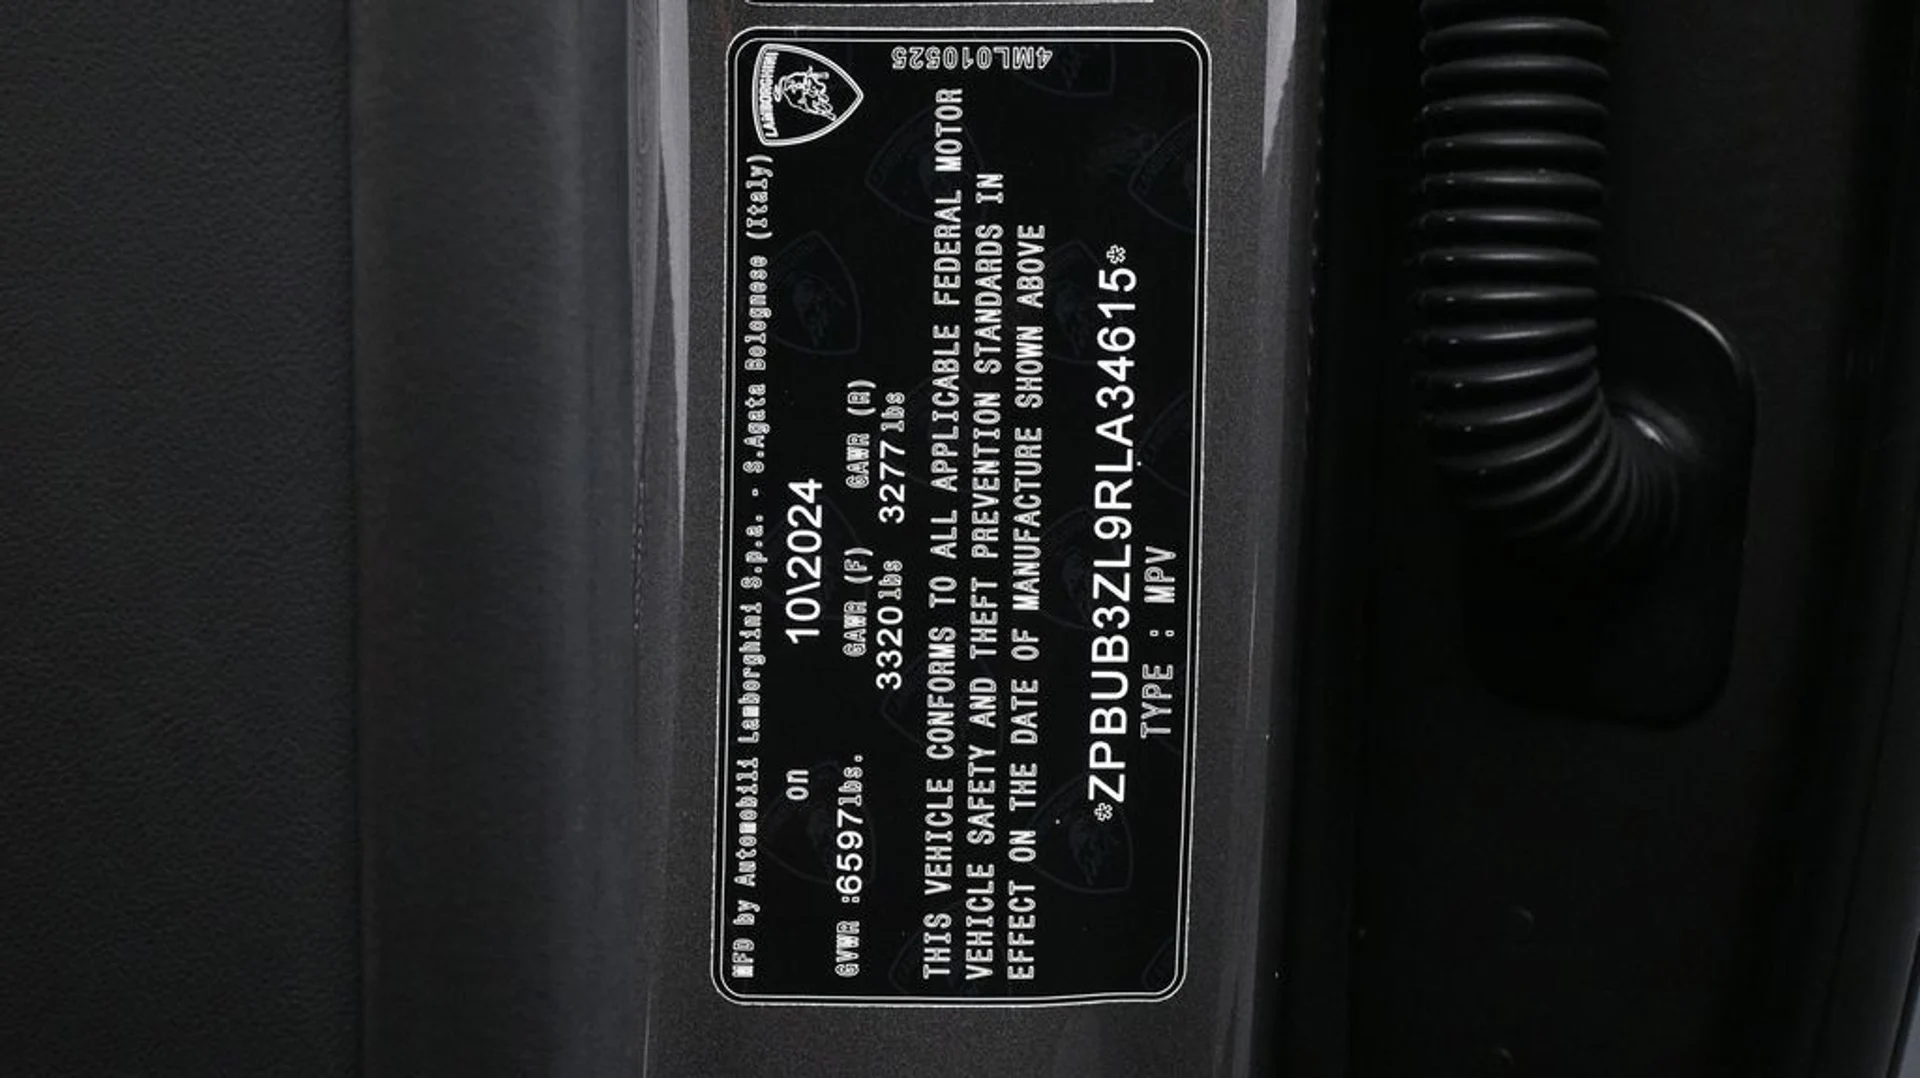 LAMBORGHINI
4ML010525
MFD by Automobili Lamborghini S.p.a. - S.Agata Bolognese (Italy)
on 10\2024
GAWR (F) GAWR (R)
GVWR :6597lbs. 3320lbs 3277lbs
THIS VEHICLE CONFORMS TO ALL APPLICABLE FEDERAL MOTOR
VEHICLE SAFETY AND THEFT PREVENTION STANDARDS IN
EFFECT ON THE DATE OF MANUFACTURE SHOWN ABOVE
*ZPBUB3ZL9RLA34615*
TYPE : MPV